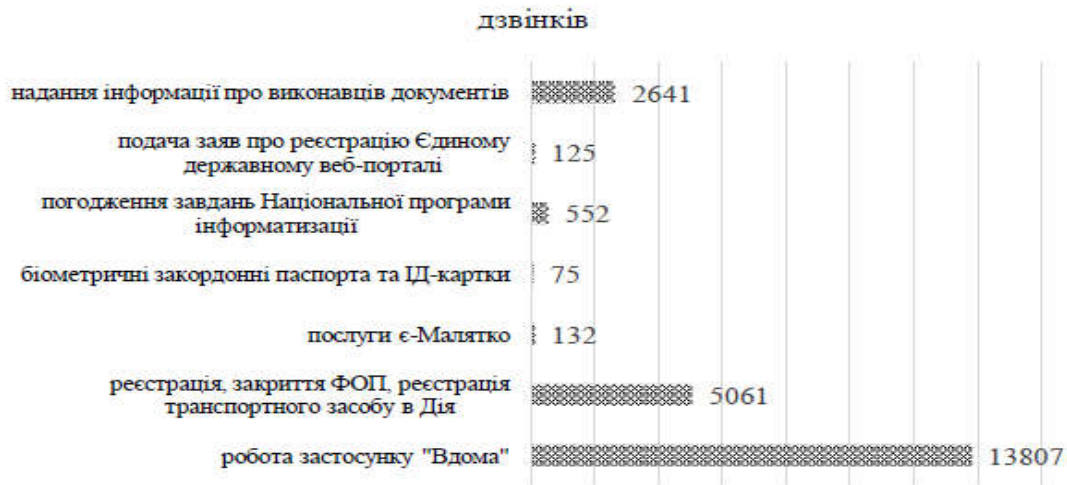 дзвінків
надання інформації про виконавців документів
2641
подача заяв про реєстрацію Єдиному
державному веб-порталі
125
погодження завдань Національної програми
інформатизації
552
біометричні закордонні паспорта та ІД-картки
75
послуги є-Малятко
132
реєстрація, закриття ФОП, реєстрація
транспортного засобу в Дія
5061
робота застосунку "Вдома"
13807